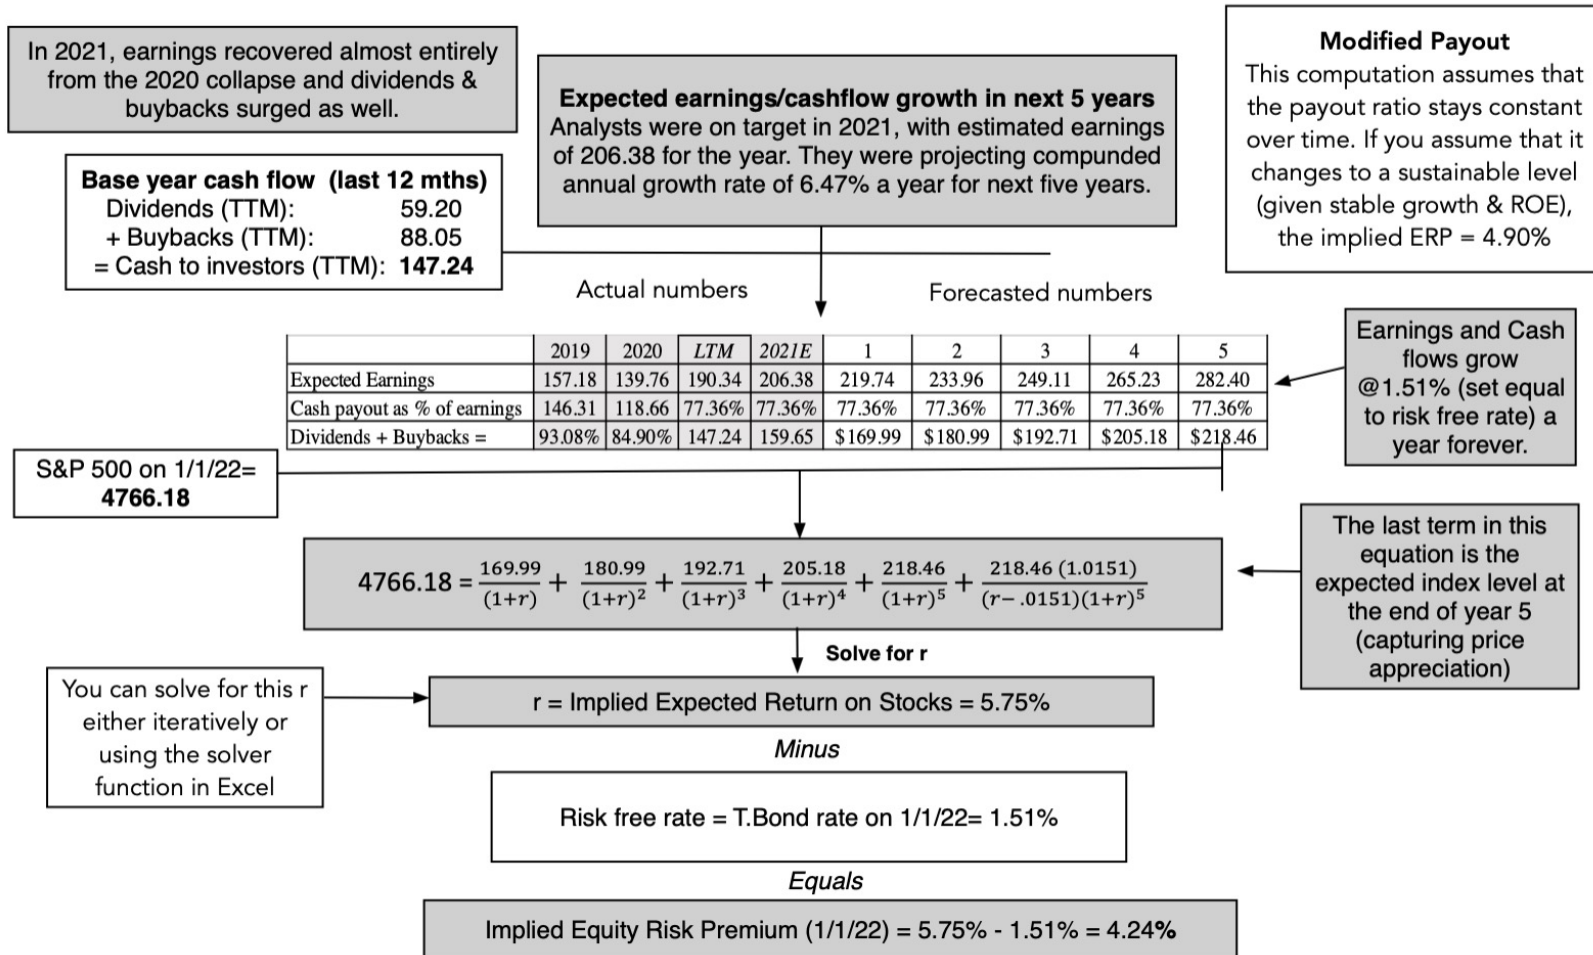 In 2021, earnings recovered almost entirely
from the 2020 collapse and dividends &
buybacks surged as well.
Expected earnings/cashflow growth in next 5 years
Analysts were on target in 2021, with estimated earnings
of 206.38 for the year. They were projecting compunded
annual growth rate of 6.47% a year for next five years.
Modified Payout
This computation assumes that
the payout ratio stays constant
over time. If you assume that it
changes to a sustainable level
(given stable growth & ROE),
the implied ERP = 4.90%
Base year cash flow (last 12 mths)
Dividends (TTM): 59.20
+ Buybacks (TTM): 88.05
= Cash to investors (TTM): 147.24
Actual numbers
Forecasted numbers
2019 2020 LTM 2021E 1 2 3 4 5
Expected Earnings 157.18 139.76 190.34 206.38 219.74 233.96 249.11 265.23 282.40
Cash payout as % of earnings 146.31 118.66 77.36% 77.36% 77.36% 77.36% 77.36% 77.36% 77.36%
Dividends + Buybacks = 93.08% 84.90% 147.24 159.65 $169.99 $180.99 $192.71 $205.18 $218.46
Earnings and Cash
flows grow
@1.51% (set equal
to risk free rate) a
year forever.
S&P 500 on 1/1/22=
4766.18
4766.18 = 169.99/(1+r) + 180.99/(1+r)² + 192.71/(1+r)³ + 205.18/(1+r)⁴ + 218.46/(1+r)⁵ + 218.46 (1.0151)/(r−.0151)(1+r)⁵
The last term in this
equation is the
expected index level at
the end of year 5
(capturing price
appreciation)
Solve for r
You can solve for this r
either iteratively or
using the solver
function in Excel
r = Implied Expected Return on Stocks = 5.75%
Minus
Risk free rate = T.Bond rate on 1/1/22= 1.51%
Equals
Implied Equity Risk Premium (1/1/22) = 5.75% - 1.51% = 4.24%